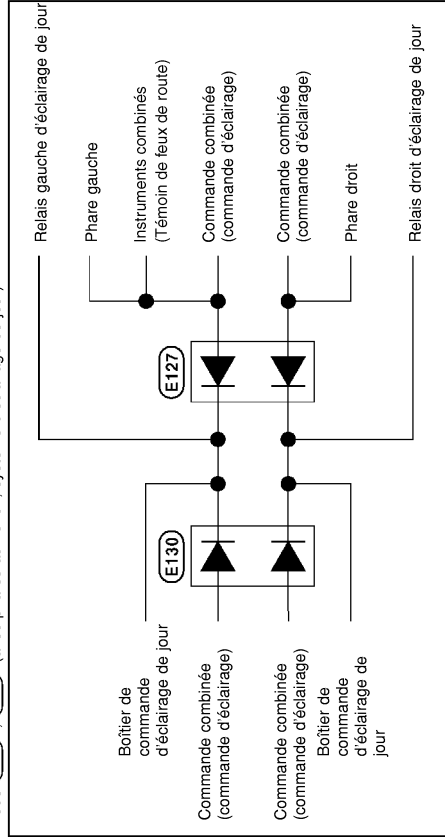 Relais gauche d'éclairage de jour
Phare gauche
Instruments combinés
(Témoin de feux de route)
Commande combinée
(commande d'éclairage)
Commande combinée
(commande d'éclairage)
Phare droit
Relais droit d'éclairage de jour
E127
E130
Boîtier de
commande
d'éclairage de jour
Commande combinée
(commande d'éclairage)
Commande combinée
(commande d'éclairage)
Boîtier de
commande
d'éclairage de
jour